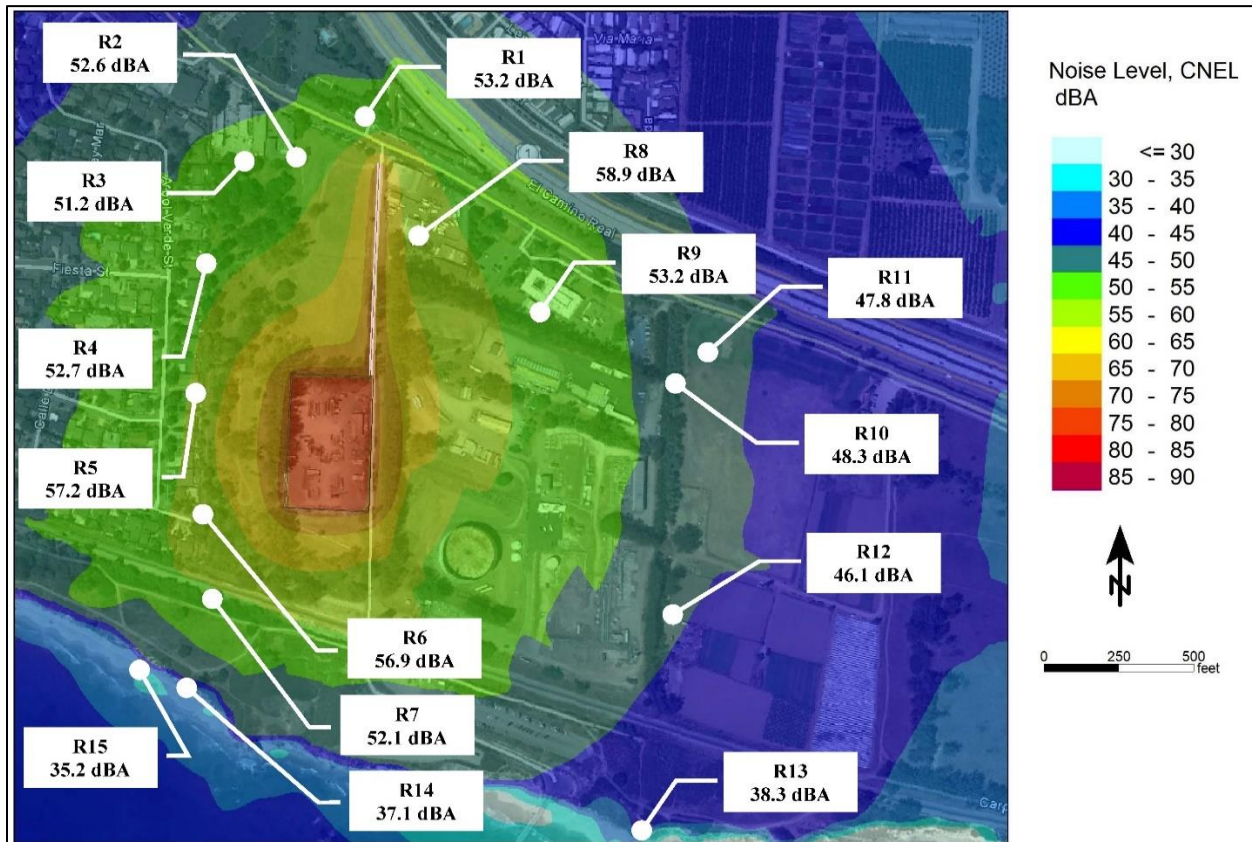 R2
52.6 dBA
R1
53.2 dBA
Via Maria
R8
58.9 dBA
1
R3
51.2 dBA
El Camino Real
R9
53.2 dBA
Fiesta St
R11
47.8 dBA
R4
52.7 dBA
R10
48.3 dBA
R5
57.2 dBA
R12
46.1 dBA
R6
56.9 dBA
R7
52.1 dBA
R15
35.2 dBA
R14
37.1 dBA
R13
38.3 dBA
Noise Level, CNEL
dBA
<= 30
30 - 35
35 - 40
40 - 45
45 - 50
50 - 55
55 - 60
60 - 65
65 - 70
70 - 75
75 - 80
80 - 85
85 - 90
N
0 250 500
feet